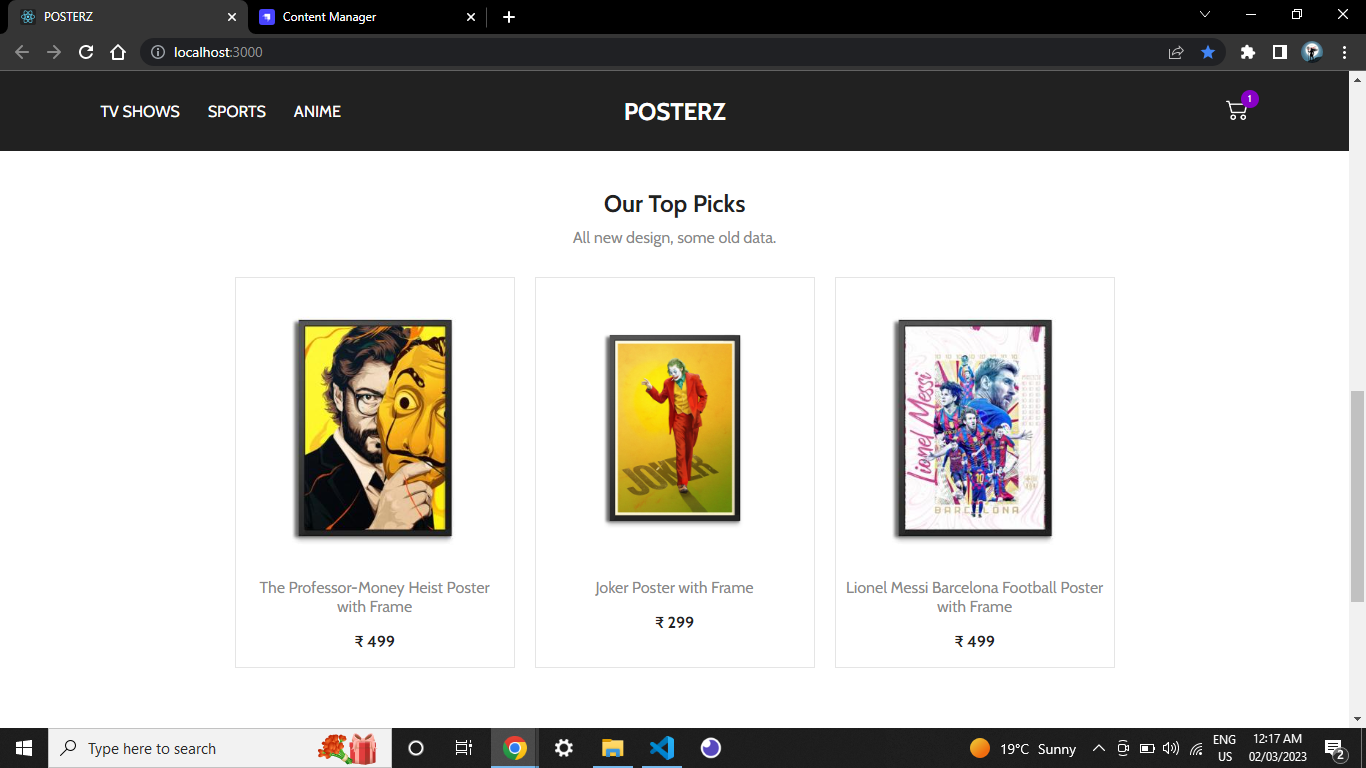 POSTERZ
Content Manager
localhost:3000
TV SHOWS
SPORTS
ANIME
POSTERZ
1
Our Top Picks
All new design, some old data.
JOKER
Lionel Messi
10
BARCELONA
The Professor-Money Heist Poster
with Frame
₹ 499
Joker Poster with Frame
₹ 299
Lionel Messi Barcelona Football Poster
with Frame
₹ 499
Type here to search
19°C Sunny
ENG
US
12:17 AM
02/03/2023
2